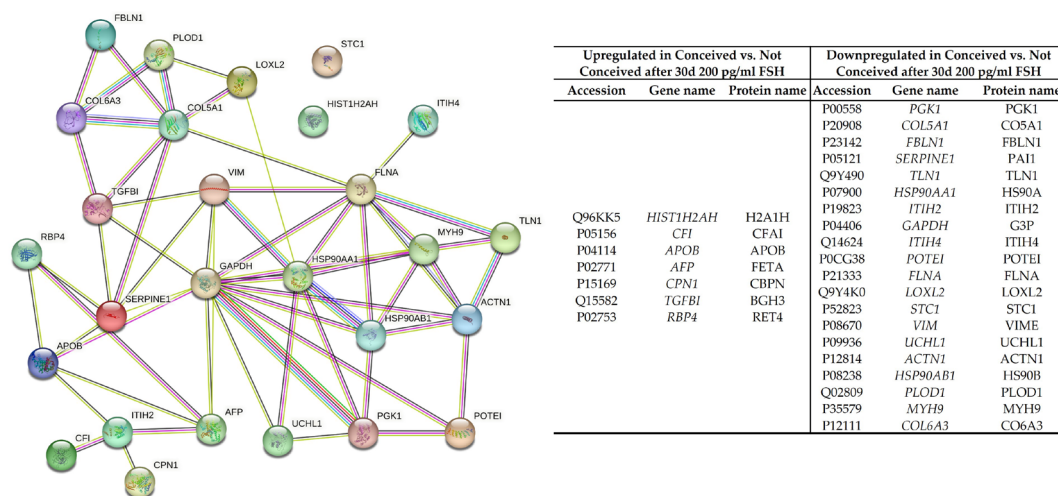 FBLN1
PLOD1
STC1
LOXL2
COL6A3
COL5A1
HIST1H2AH
ITIH4
VIM
FLNA
TGFBI
TLN1
RBP4
MYH9
HSP90AA1
GAPDH
SERPINE1
ACTN1
HSP90AB1
APOB
ITIH2
AFP
UCHL1
PGK1
POTEI
CFI
CPN1
Upregulated in Conceived vs. Not Conceived after 30d 200 pg/ml FSH
Accession Gene name Protein name
Q96KK5 HIST1H2AH H2A1H
P05156 CFI CFAI
P04114 APOB APOB
P02771 AFP FETA
P15169 CPN1 CBPN
Q15582 TGFBI BGH3
P02753 RBP4 RET4
Downpregulated in Conceived vs. Not Conceived after 30d 200 pg/ml FSH
Accession Gene name Protein name
P00558 PGK1 PGK1
P20908 COL5A1 CO5A1
P23142 FBLN1 FBLN1
P05121 SERPINE1 PAI1
Q9Y490 TLN1 TLN1
P07900 HSP90AA1 HS90A
P19823 ITIH2 ITIH2
P04406 GAPDH G3P
Q14624 ITIH4 ITIH4
P0CG38 POTEI POTEI
P21333 FLNA FLNA
Q9Y4K0 LOXL2 LOXL2
P52823 STC1 STC1
P08670 VIM VIME
P09936 UCHL1 UCHL1
P12814 ACTN1 ACTN1
P08238 HSP90AB1 HS90B
Q02809 PLOD1 PLOD1
P35579 MYH9 MYH9
P12111 COL6A3 CO6A3